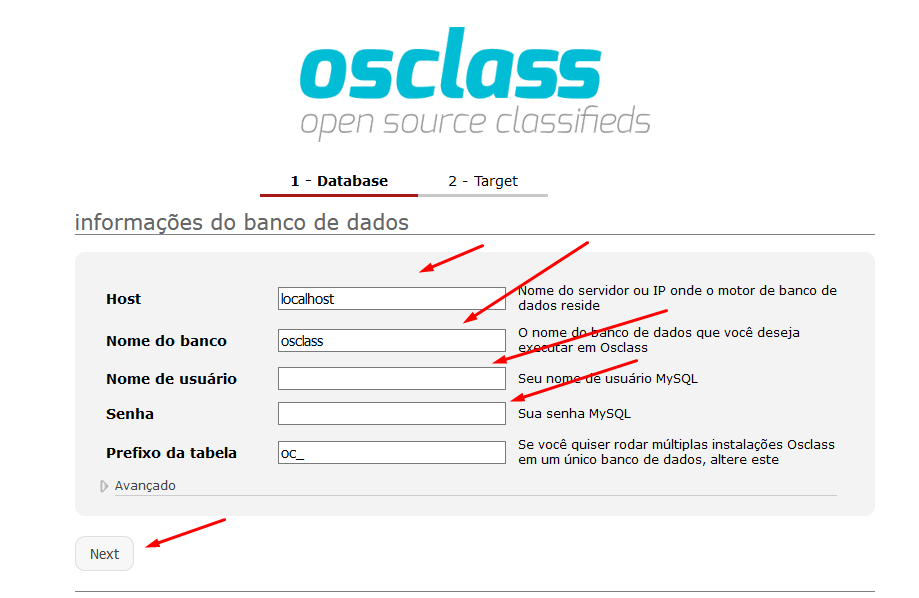 osclass
open source classifieds
1 - Database
2 - Target
informações do banco de dados
Host
localhost
Nome do servidor ou IP onde o motor de banco de
dados reside
Nome do banco
osclass
O nome do banco de dados que você deseja
executar em Osclass
Nome de usuário
Seu nome de usuário MySQL
Senha
Sua senha MySQL
Prefixo da tabela
oc_
Se você quiser rodar múltiplas instalações Osclass
em um único banco de dados, altere este
Avançado
Next